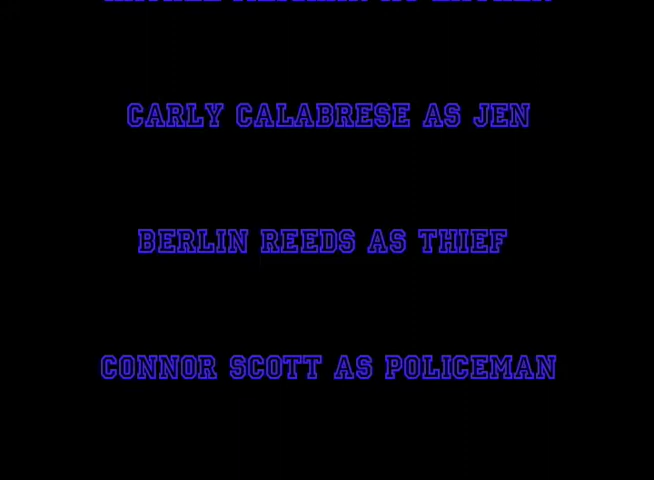 CARLY CALABRESE AS JEN
BERLIN REEDS AS THIEF
CONNOR SCOTT AS POLICEMAN